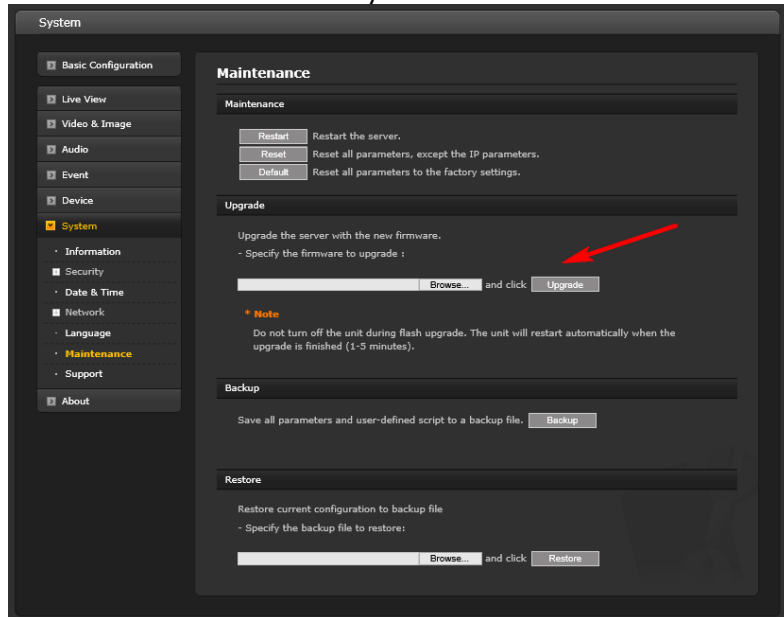 System
Basic Configuration
Live View
Video & Image
Audio
Event
Device
System
· Information
Security
· Date & Time
Network
· Language
· Maintenance
· Support
About
Maintenance
Maintenance
Restart Restart the server.
Reset Reset all parameters, except the IP parameters.
Default Reset all parameters to the factory settings.
Upgrade
Upgrade the server with the new firmware.
- Specify the firmware to upgrade :
Browse... and click Upgrade
* Note
Do not turn off the unit during flash upgrade. The unit will restart automatically when the
upgrade is finished (1-5 minutes).
Backup
Save all parameters and user-defined script to a backup file. Backup
Restore
Restore current configuration to backup file
- Specify the backup file to restore:
Browse... and click Restore